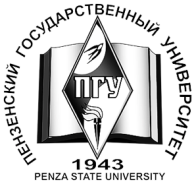 ПЕНЗЕНСКИЙ ГОСУДАРСТВЕННЫЙ УНИВЕРСИТЕТ
ПГУ
1943
PENZA STATE UNIVERSITY